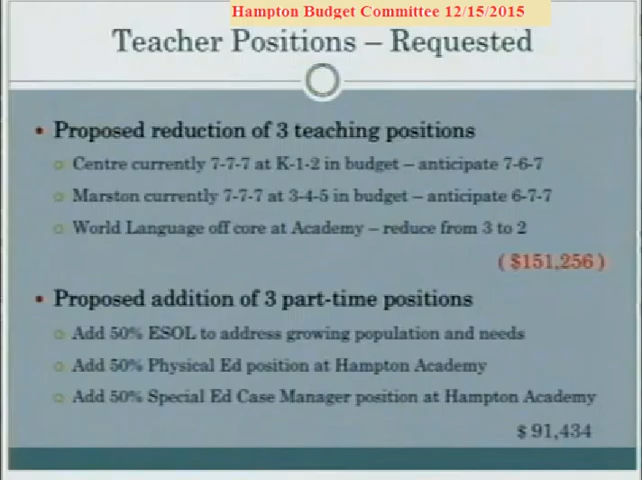 Hampton Budget Committee 12/15/2015
Teacher Positions – Requested
• Proposed reduction of 3 teaching positions
Centre currently 7-7-7 at K-1-2 in budget – anticipate 7-6-7
Marston currently 7-7-7 at 3-4-5 in budget – anticipate 6-7-7
World Language off core at Academy – reduce from 3 to 2
( $151,256 )
• Proposed addition of 3 part-time positions
Add 50% ESOL to address growing population and needs
Add 50% Physical Ed position at Hampton Academy
Add 50% Special Ed Case Manager position at Hampton Academy
$ 91,434